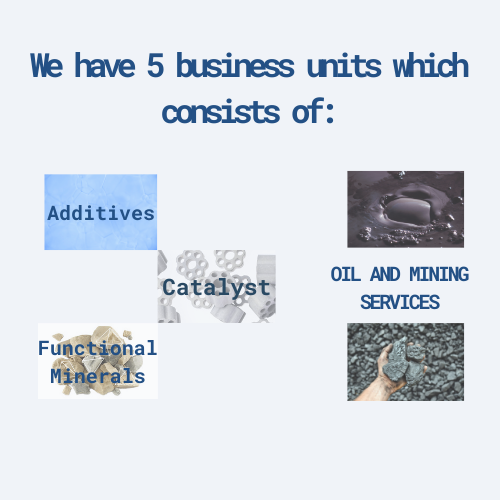 We have 5 business units which
consists of:
Additives
Catalyst
Functional
Minerals
OIL AND MINING
SERVICES